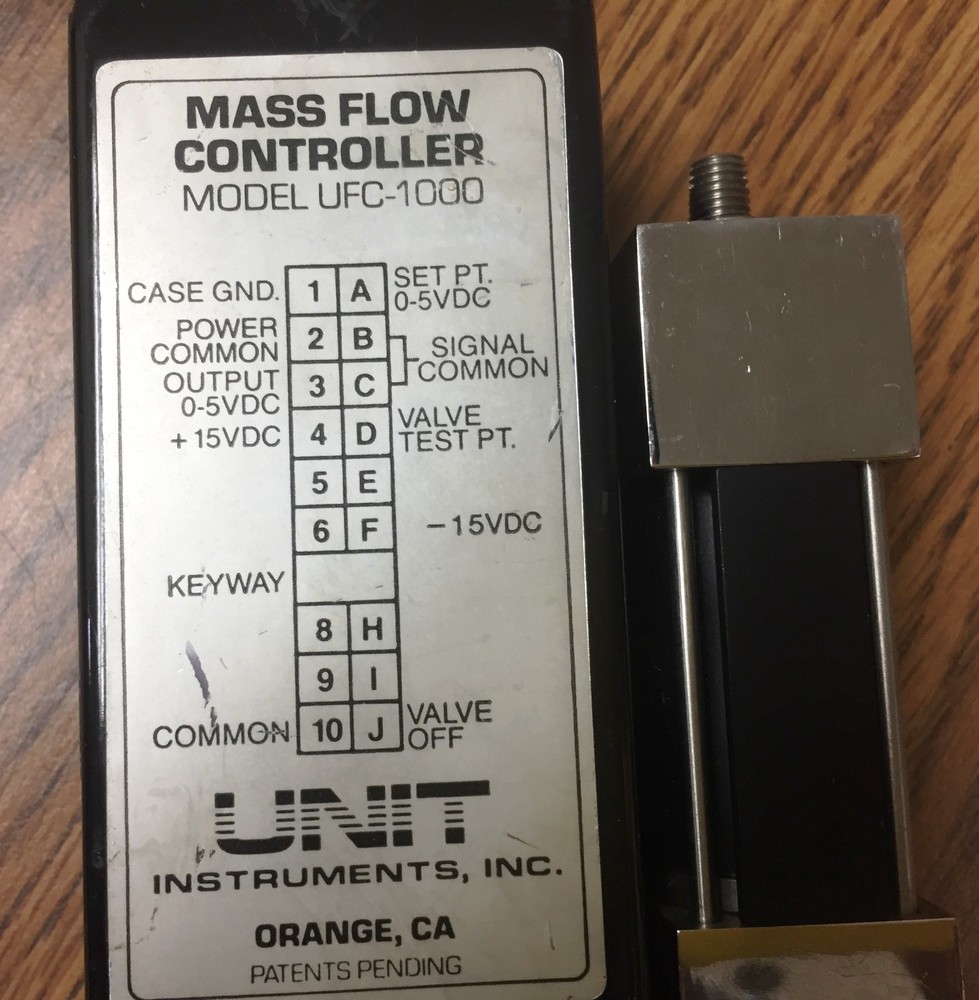 MASS FLOW
CONTROLLER
MODEL UFC-1000
CASE GND. 1 A SET PT.
0-5VDC
POWER
COMMON 2 B SIGNAL
COMMON
OUTPUT
0-5VDC 3 C
+15VDC 4 D VALVE
TEST PT.
5 E
6 F -15VDC
KEYWAY
8 H
9 I
COMMON 10 J VALVE
OFF
UNIT
INSTRUMENTS, INC.
ORANGE, CA
PATENTS PENDING